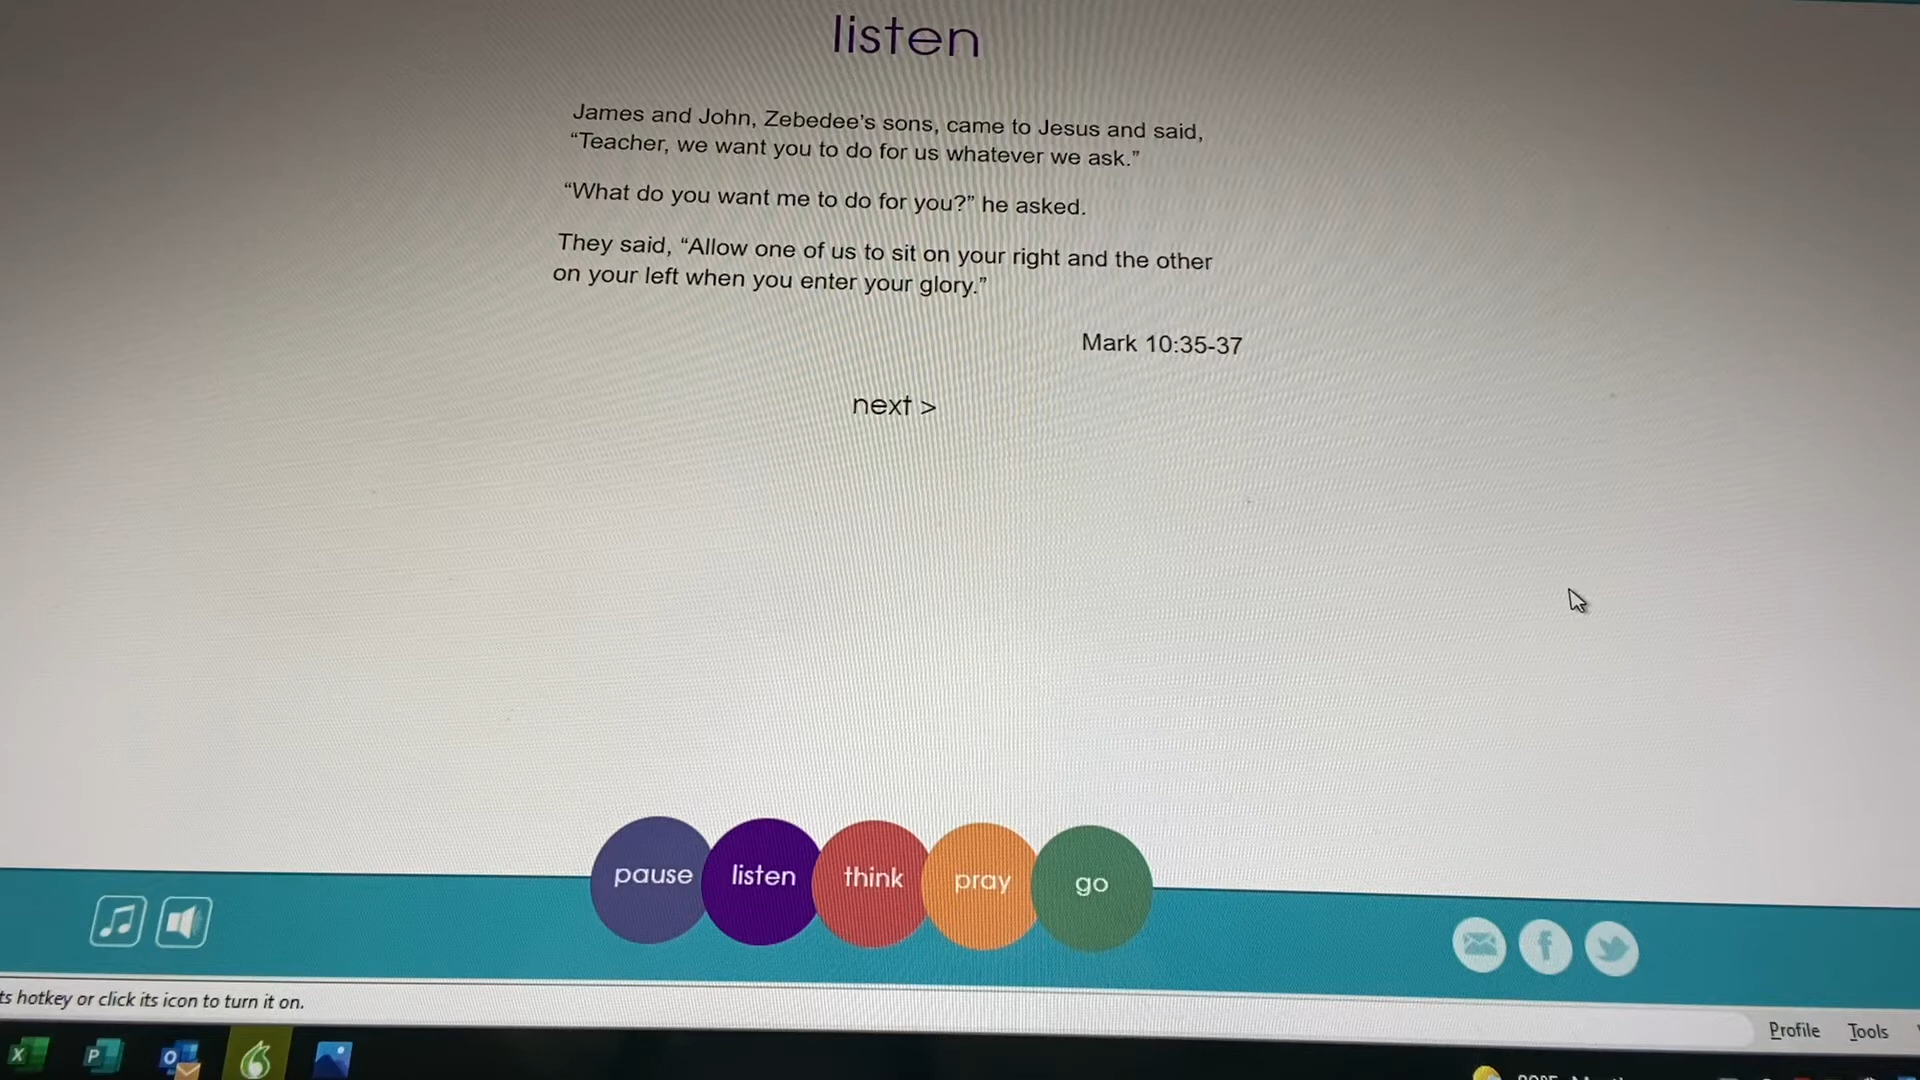 listen
James and John, Zebedee’s sons, came to Jesus and said,
“Teacher, we want you to do for us whatever we ask.”
“What do you want me to do for you?” he asked.
They said, “Allow one of us to sit on your right and the other
on your left when you enter your glory.”
Mark 10:35-37
next >
pause listen think pray go
hotkey or click its icon to turn it on.
Profile Tools